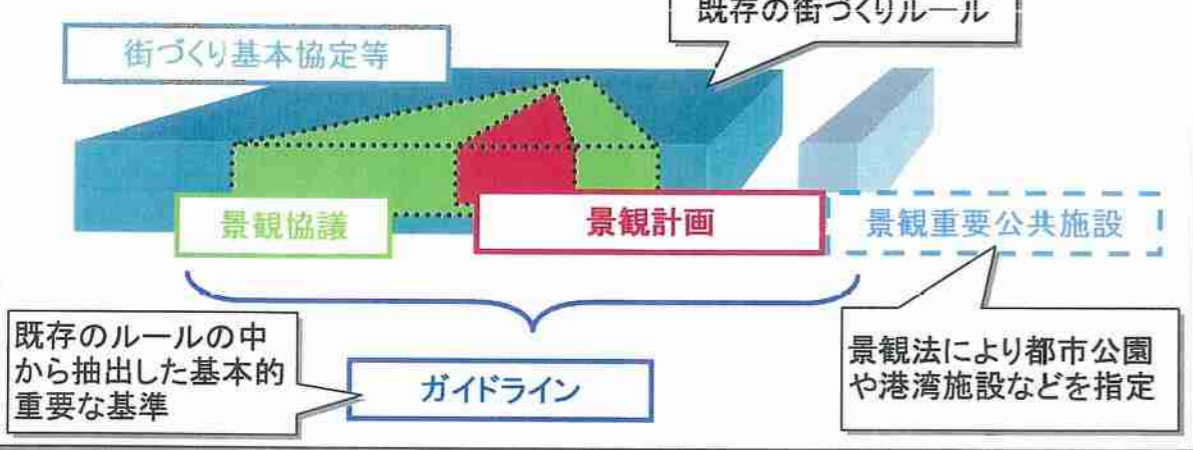 既存の街づくりルール
街づくり基本協定等
景観協議
景観計画
景観重要公共施設
既存のルールの中
から抽出した基本的
重要な基準
ガイドライン
景観法により都市公園
や港湾施設などを指定